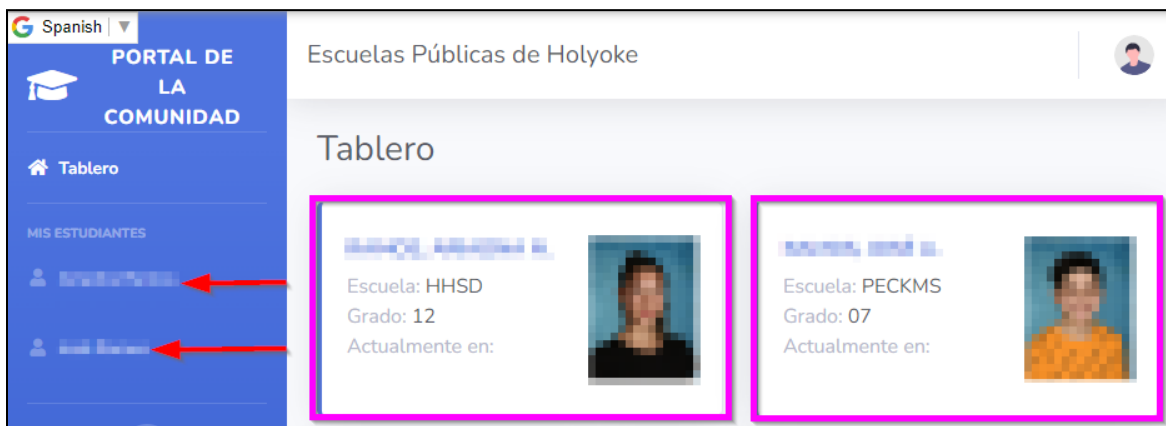 Spanish
PORTAL DE
LA
COMUNIDAD
Tablero
MIS ESTUDIANTES
Escuelas Públicas de Holyoke
Tablero
Escuela: HHSD
Grado: 12
Actualmente en:
Escuela: PECKMS
Grado: 07
Actualmente en: